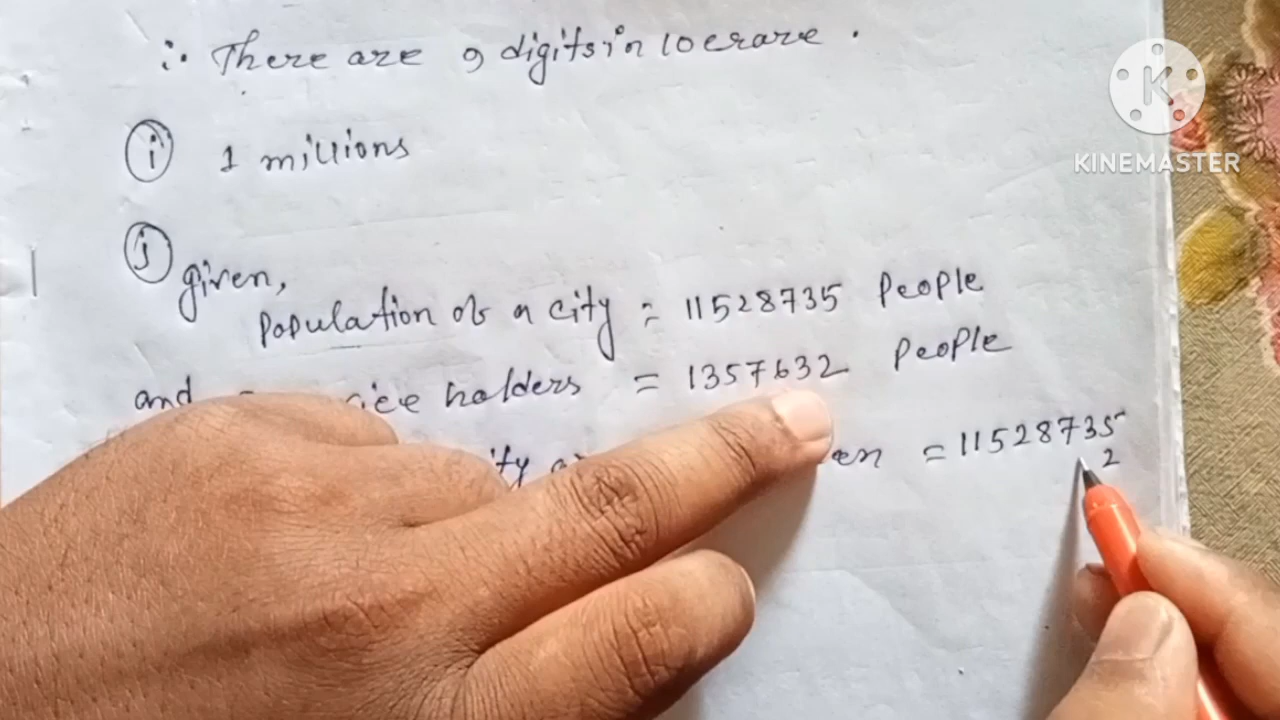 ∴ There are 9 digits in 10 crore.
K
KINEMASTER
(i) 1 millions
(j) given,
Population of a city = 11528735 People
and holders = 1357632 People
= 11528735
2